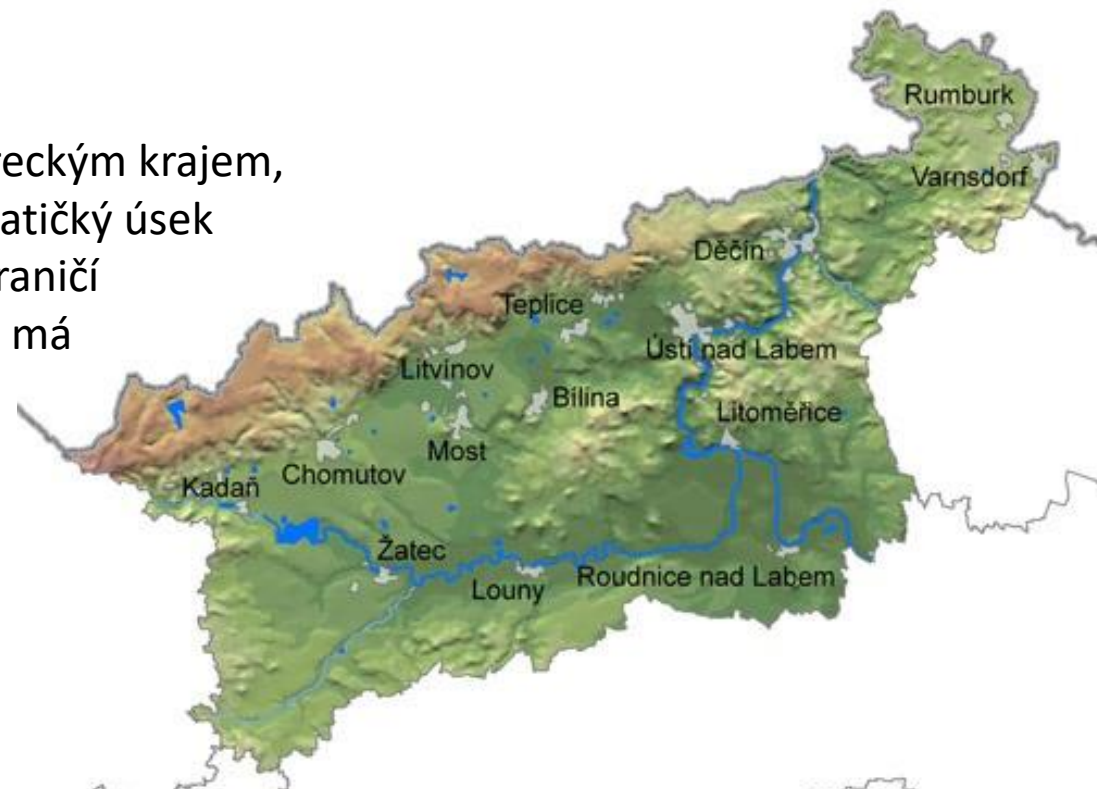 reckým krajem,
atičký úsek
raničí
má
Rumburk
Varnsdorf
Děčín
Teplice
Ústí nad Labem
Litvínov
Bílina
Litoměřice
Most
Chomutov
Kadaň
Žatec
Louny
Roudnice nad Labem